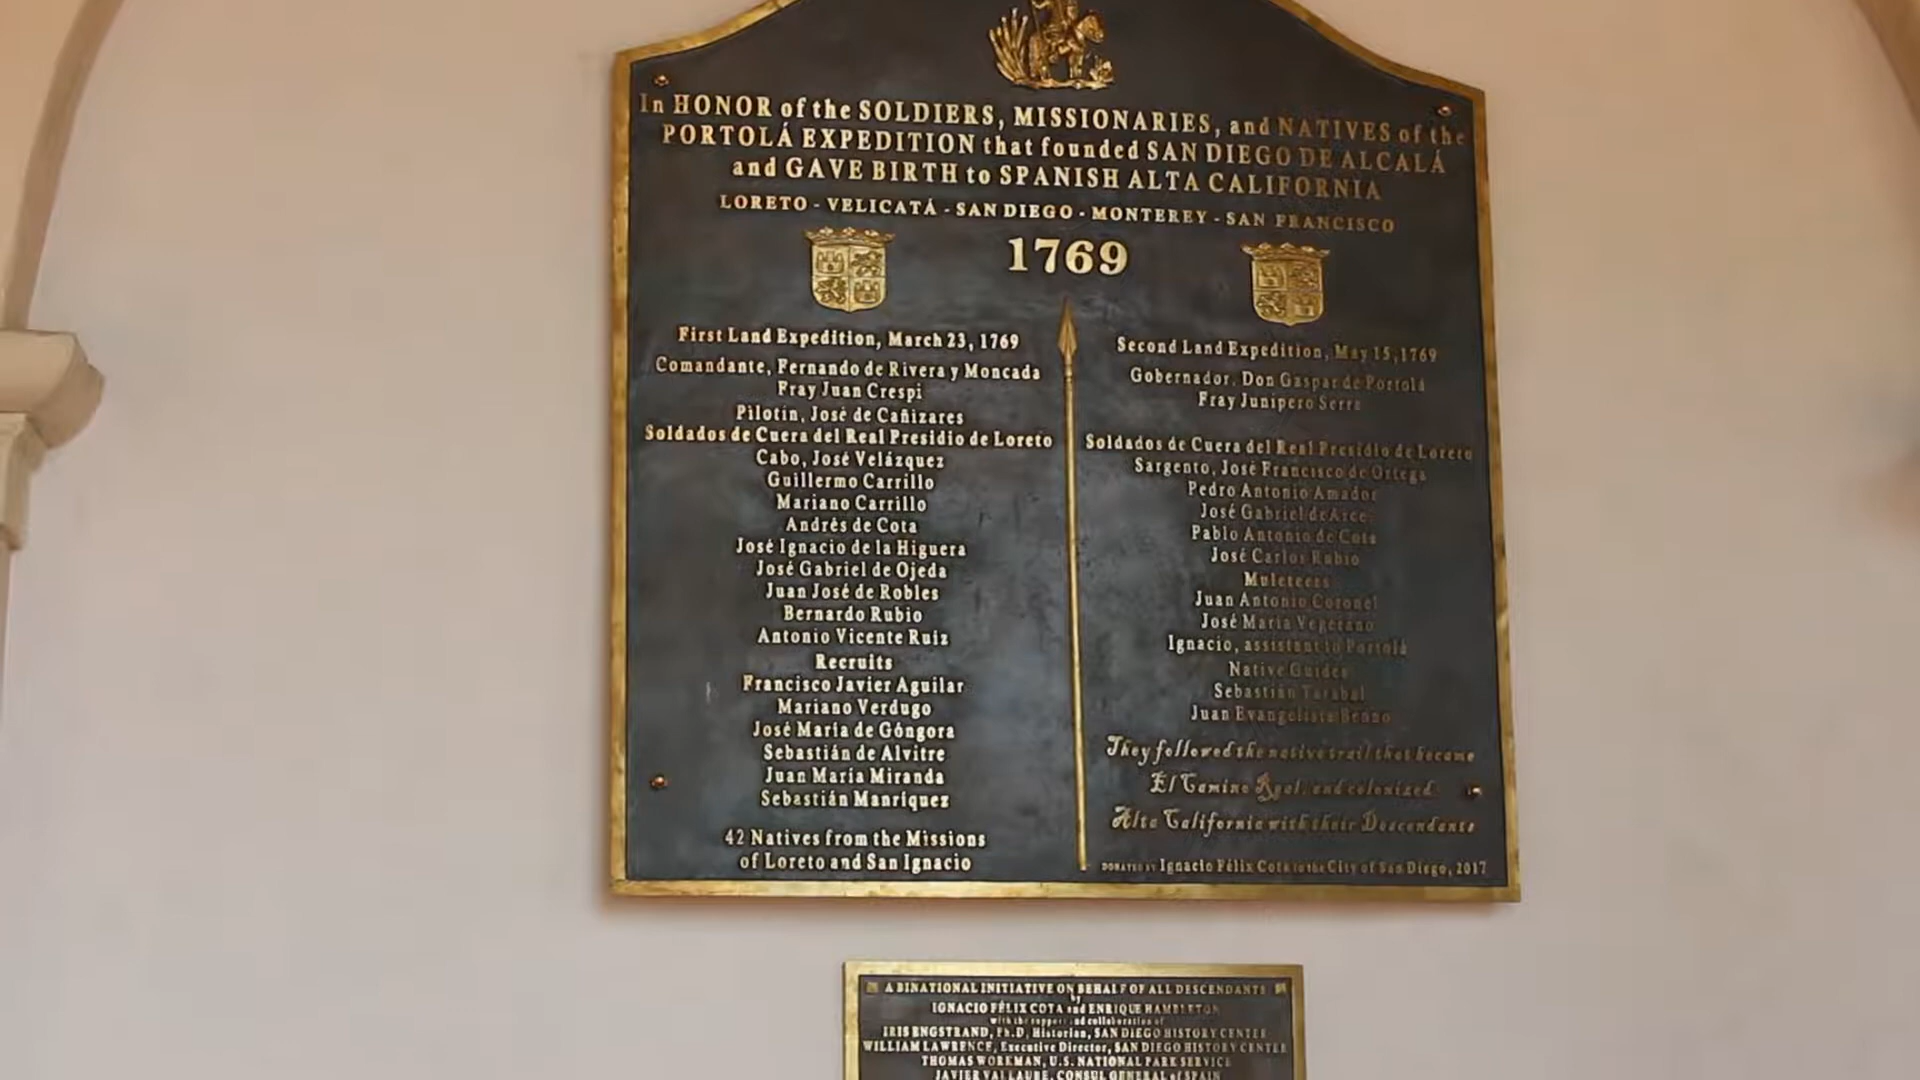 In HONOR of the SOLDIERS, MISSIONARIES, and NATIVES of the
PORTOLÁ EXPEDITION that founded SAN DIEGO DE ALCALÁ
and GAVE BIRTH to SPANISH ALTA CALIFORNIA
LORETO - VELICATÁ - SAN DIEGO - MONTEREY - SAN FRANCISCO
1769
First Land Expedition, March 23, 1769
Comandante, Fernando de Rivera y Moncada
Fray Juan Crespi
Pilotin, José de Cañizares
Soldados de Cuera del Real Presidio de Loreto
Cabo, José Velázquez
Guillermo Carrillo
Mariano Carrillo
Andrés de Cota
José Ignacio de la Higuera
José Gabriel de Ojeda
Juan José de Robles
Bernardo Rubio
Antonio Vicente Ruiz
Recruits
Francisco Javier Aguilar
Mariano Verdugo
José María de Góngora
Sebastián de Alvitre
Juan María Miranda
Sebastián Manríquez
42 Natives from the Missions
of Loreto and San Ignacio
Second Land Expedition, May 15, 1769
Gobernador, Don Gaspar de Portolá
Fray Junipero Serra
Soldados de Cuera del Real Presidio de Loreto
Sargento, José Francisco de Ortega
Pedro Antonio Amador
José Gabriel de Arce
Pablo Antonio de Cota
José Carlos Rubio
Muleteers
Juan Antonio Coronel
José María Vegerano
Ignacio, assistant to Portolá
Native Guides
Sebastián Tarabal
Juan Evangelista Benno
They followed the native trail that became
El Camino Real, and colonized
Alta California with their Descendants
DONATED BY Ignacio Félix Cota to the City of San Diego, 2017
A BINATIONAL INITIATIVE ON BEHALF OF ALL DESCENDANTS
by
IGNACIO FÉLIX COTA and ENRIQUE HAMBLETON
with the support and collaboration of
IRIS ENGSTRAND, Ph.D. Historian, SAN DIEGO HISTORY CENTER
WILLIAM LAWRENCE, Executive Director, SAN DIEGO HISTORY CENTER
THOMAS WORKMAN, U.S. NATIONAL PARK SERVICE
JAVIER VALLAURE, CONSUL GENERAL of SPAIN